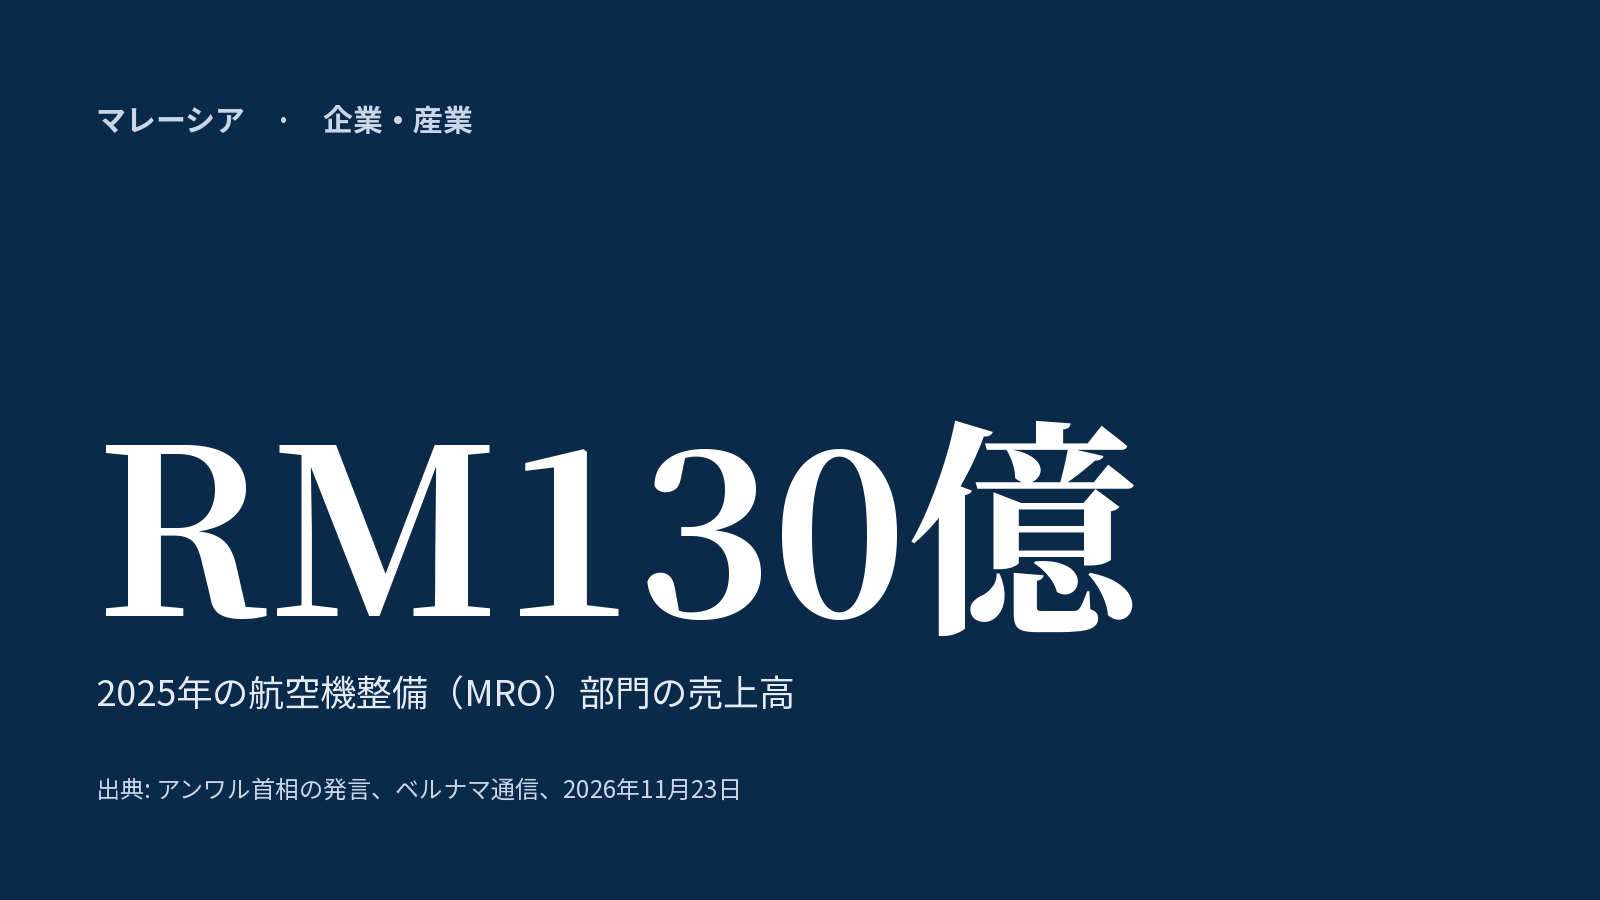 マレーシア · 企業・産業
RM130億
2025年の航空機整備（MRO）部門の売上高
出典: アンワル首相の発言、ベルナマ通信、2026年11月23日